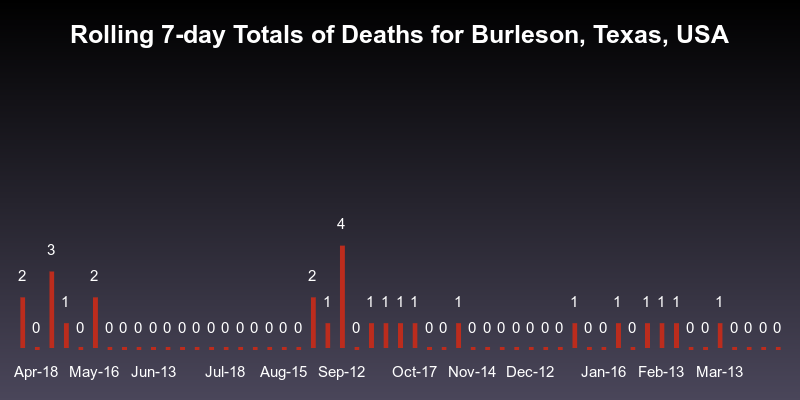 Rolling 7-day Totals of Deaths for Burleson, Texas, USA
4
3
2 2 2
1 1 1 1 1 1 1 1 1 1 1 1 1
0 0 0 0 0 0 0 0 0 0 0 0 0 0 0 0 0 0 0 0 0 0 0 0 0 0 0 0 0 0 0 0 0 0 0
Apr-18 May-16 Jun-13 Jul-18 Aug-15 Sep-12 Oct-17 Nov-14 Dec-12 Jan-16 Feb-13 Mar-13